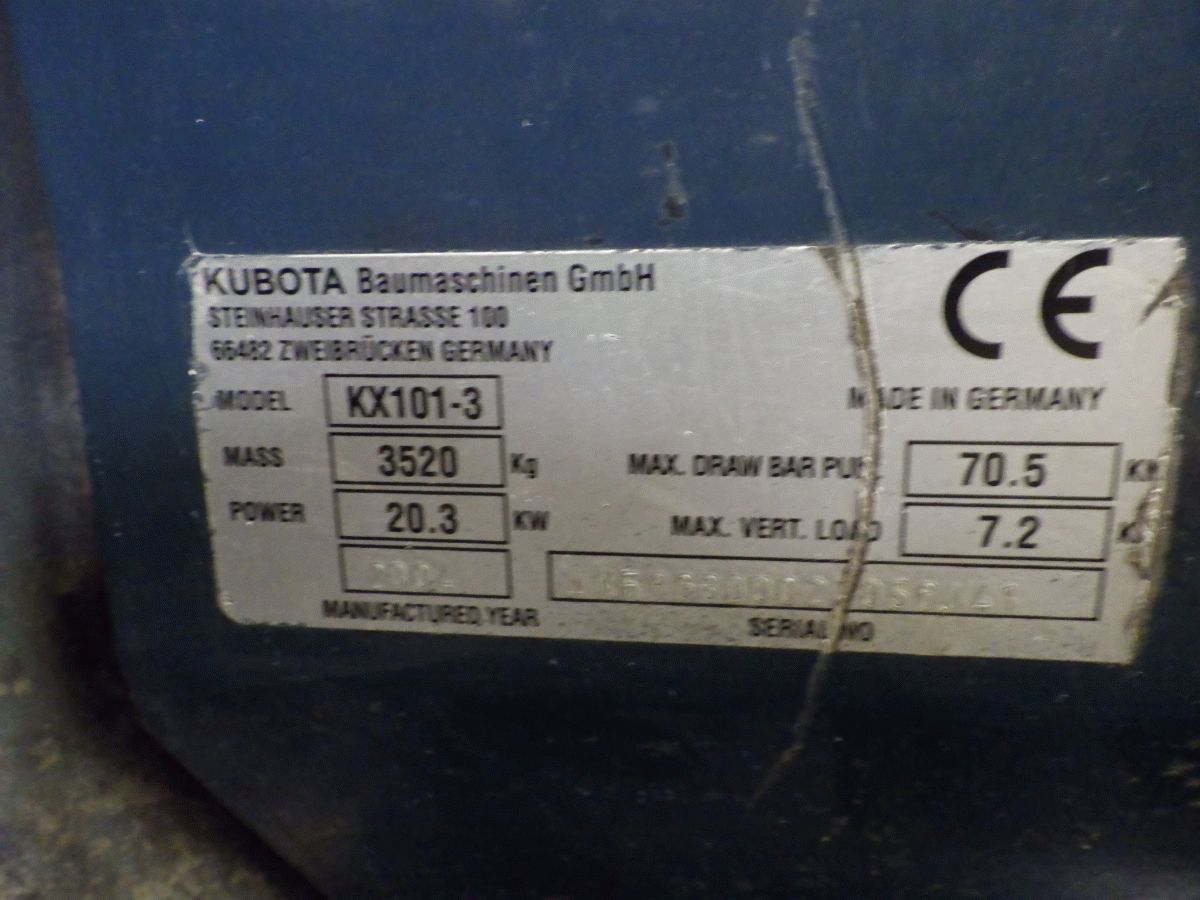 KUBOTA Baumaschinen GmbH
STEINHAUSER STRASSE 100
66482 ZWEIBRÜCKEN GERMANY
CE
MADE IN GERMANY
MODEL KX101-3
MASS 3520 Kg
MAX. DRAW BAR 70.5
POWER 20.3 KW
MAX. VERT. LOAD 7.2
MANUFACTURED YEAR
SERIAL NO